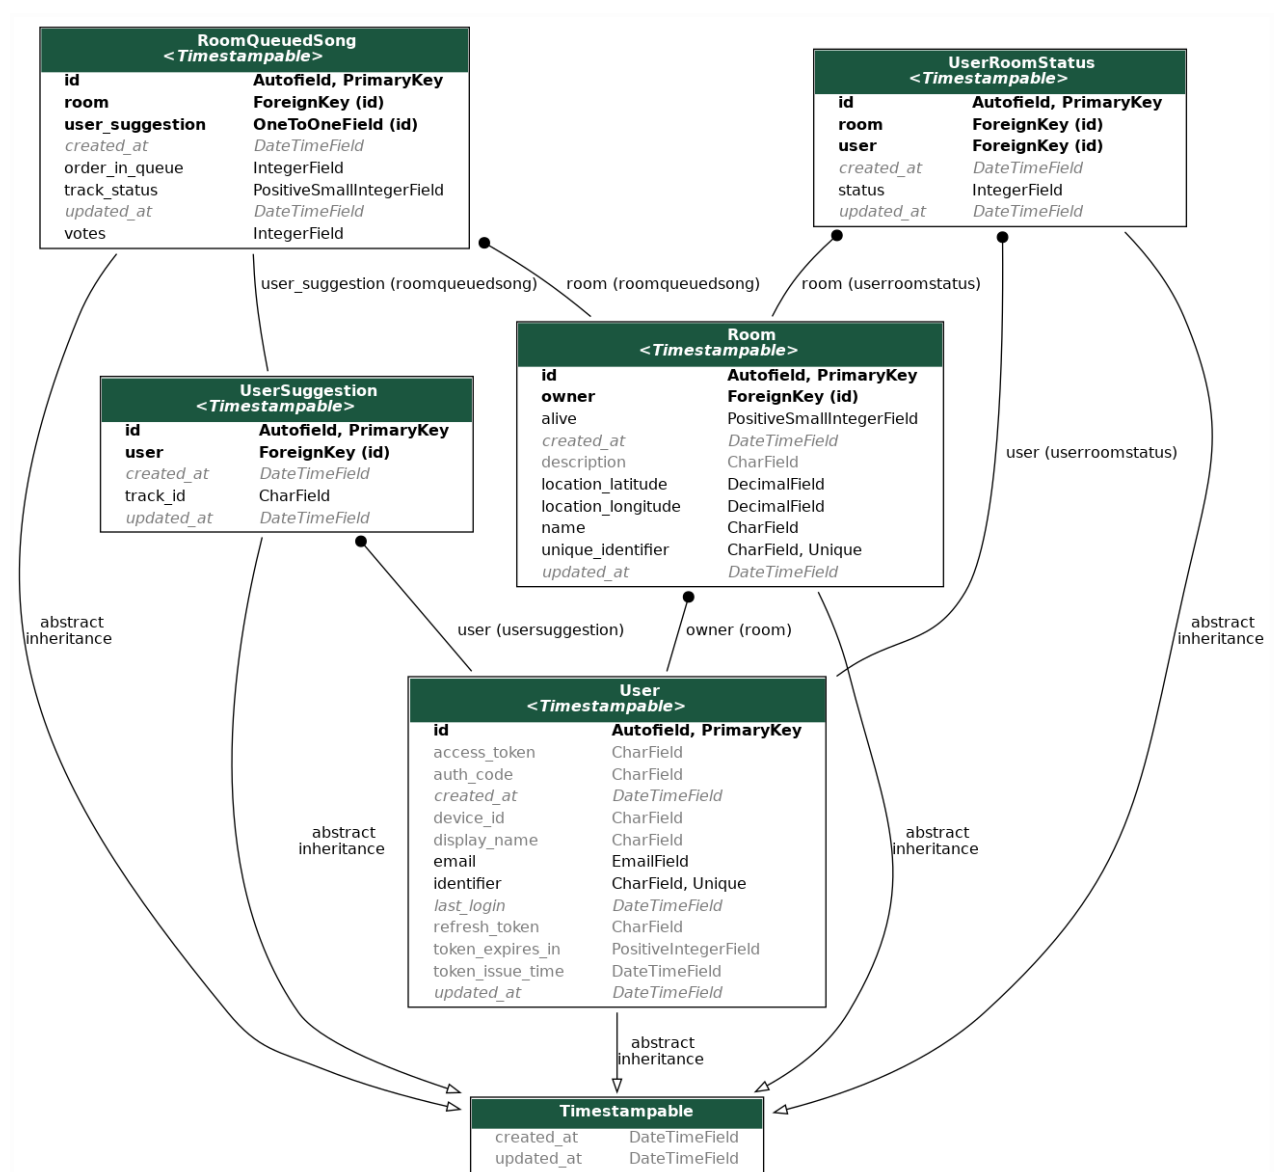 RoomQueuedSong
<Timestampable>
id Autofield, PrimaryKey
room ForeignKey (id)
user_suggestion OneToOneField (id)
created_at DateTimeField
order_in_queue IntegerField
track_status PositiveSmallIntegerField
updated_at DateTimeField
votes IntegerField
UserRoomStatus
<Timestampable>
id Autofield, PrimaryKey
room ForeignKey (id)
user ForeignKey (id)
created_at DateTimeField
status IntegerField
updated_at DateTimeField
user_suggestion (roomqueuedsong)
room (roomqueuedsong)
room (userroomstatus)
Room
<Timestampable>
id Autofield, PrimaryKey
owner ForeignKey (id)
alive PositiveSmallIntegerField
created_at DateTimeField
description CharField
location_latitude DecimalField
location_longitude DecimalField
name CharField
unique_identifier CharField, Unique
updated_at DateTimeField
UserSuggestion
<Timestampable>
id Autofield, PrimaryKey
user ForeignKey (id)
created_at DateTimeField
track_id CharField
updated_at DateTimeField
user (userroomstatus)
abstract
inheritance
user (usersuggestion)
owner (room)
abstract
inheritance
User
<Timestampable>
id Autofield, PrimaryKey
access_token CharField
auth_code CharField
created_at DateTimeField
device_id CharField
display_name CharField
email EmailField
identifier CharField, Unique
last_login DateTimeField
refresh_token CharField
token_expires_in PositiveIntegerField
token_issue_time DateTimeField
updated_at DateTimeField
abstract
inheritance
abstract
inheritance
abstract
inheritance
Timestampable
created_at DateTimeField
updated_at DateTimeField